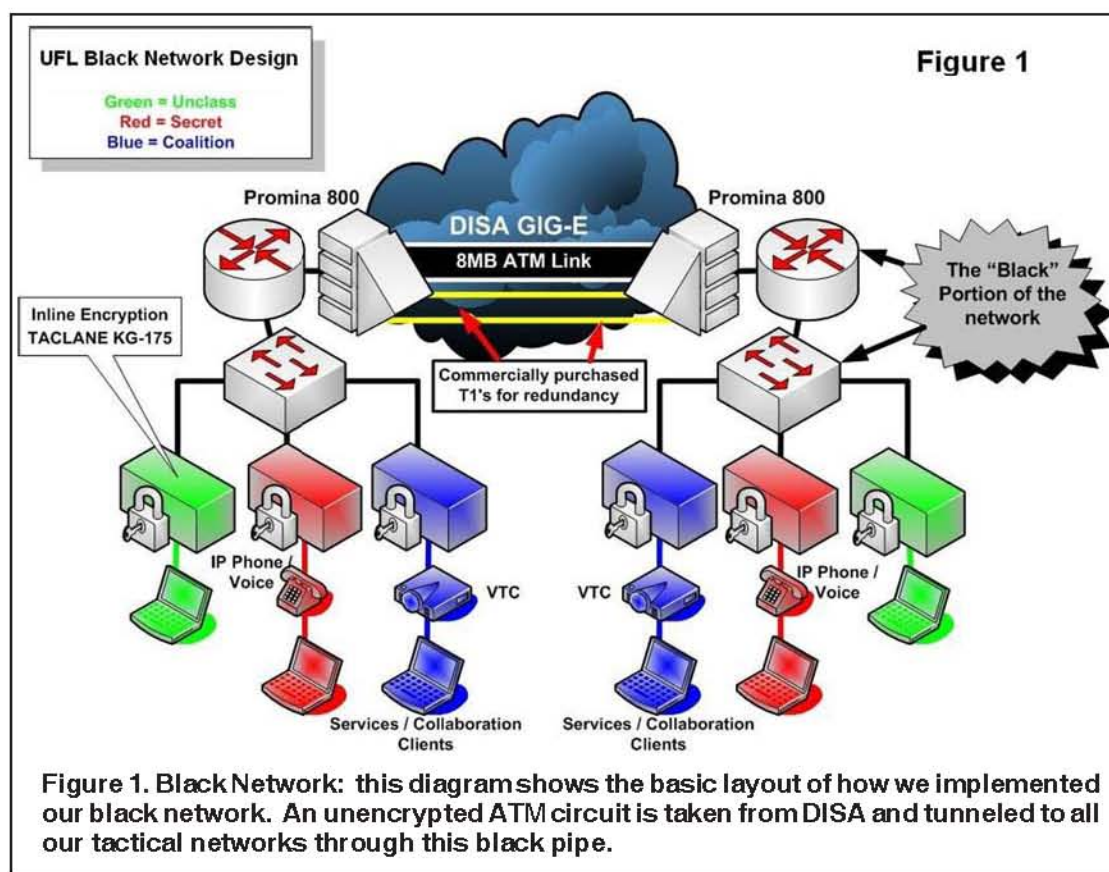 UFL Black Network Design
Green = Unclass
Red = Secret
Blue = Coalition
Figure 1
Promina 800
Promina 800
DISA GIG-E
8MB ATM Link
The “Black”
Portion of the
network
Inline Encryption
TACLANE KG-175
Commercially purchased
T1's for redundancy
IP Phone /
Voice
VTC
VTC
IP Phone /
Voice
Services / Collaboration
Clients
Services / Collaboration
Clients
Figure 1. Black Network: this diagram shows the basic layout of how we implemented
our black network. An unencrypted ATM circuit is taken from DISA and tunneled to all
our tactical networks through this black pipe.